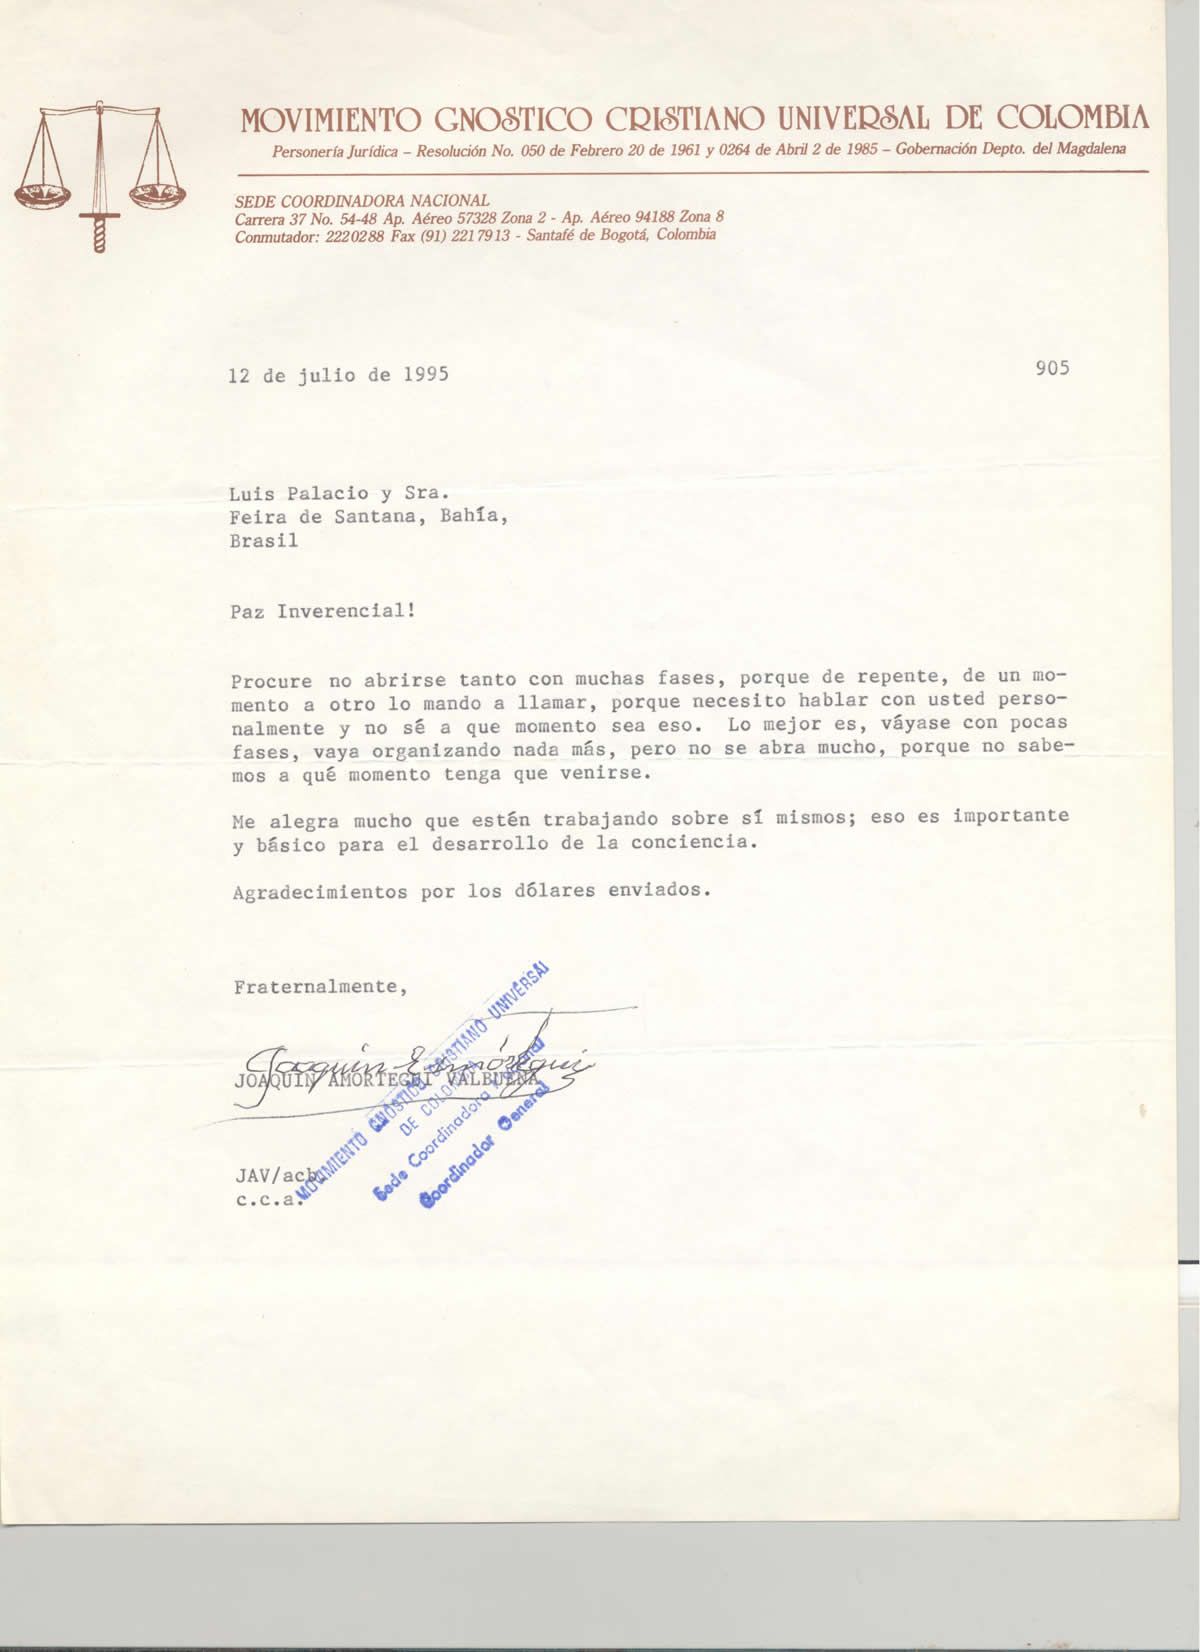 MOVIMIENTO GNOSTICO CRISTIANO UNIVERSAL DE COLOMBIA
Personería Jurídica – Resolución No. 050 de Febrero 20 de 1961 y 0264 de Abril 2 de 1985 – Gobernación Depto. del Magdalena
SEDE COORDINADORA NACIONAL
Carrera 37 No. 54-48 Ap. Aéreo 57328 Zona 2 - Ap. Aéreo 94188 Zona 8
Conmutador: 2220288 Fax (91) 2217913 - Santafé de Bogotá, Colombia
12 de julio de 1995 905
Luis Palacio y Sra.
Feira de Santana, Bahía,
Brasil
Paz Inverencial!
Procure no abrirse tanto con muchas fases, porque de repente, de un mo-
mento a otro lo mando a llamar, porque necesito hablar con usted perso-
nalmente y no sé a que momento sea eso. Lo mejor es, váyase con pocas
fases, vaya organizando nada más, pero no se abra mucho, porque no sabe-
mos a qué momento tenga que venirse.
Me alegra mucho que estén trabajando sobre sí mismos; eso es importante
y básico para el desarrollo de la conciencia.
Agradecimientos por los dólares enviados.
Fraternalmente,
Joaquín
JOAQUIN AMORTEGUI VALBUENA
MOVIMIENTO GNOSTICO CRISTIANO UNIVERSAL
DE COLOMBIA
Sede Coordinadora Nacional
Coordinador General
JAV/acb.
c.c.a.